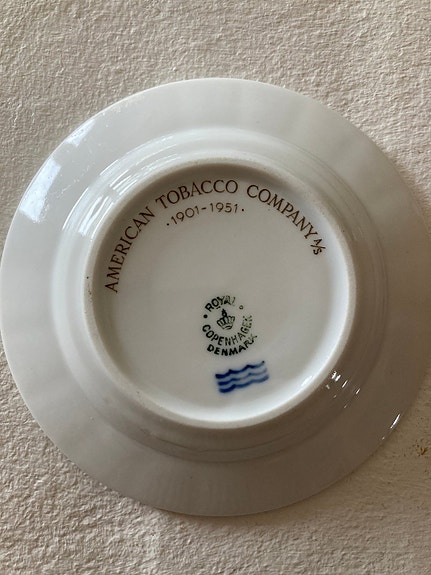 AMERICAN TOBACCO COMPANY A/S
·1901-1951·
• ROYAL •
COPENHAGEN
DENMARK